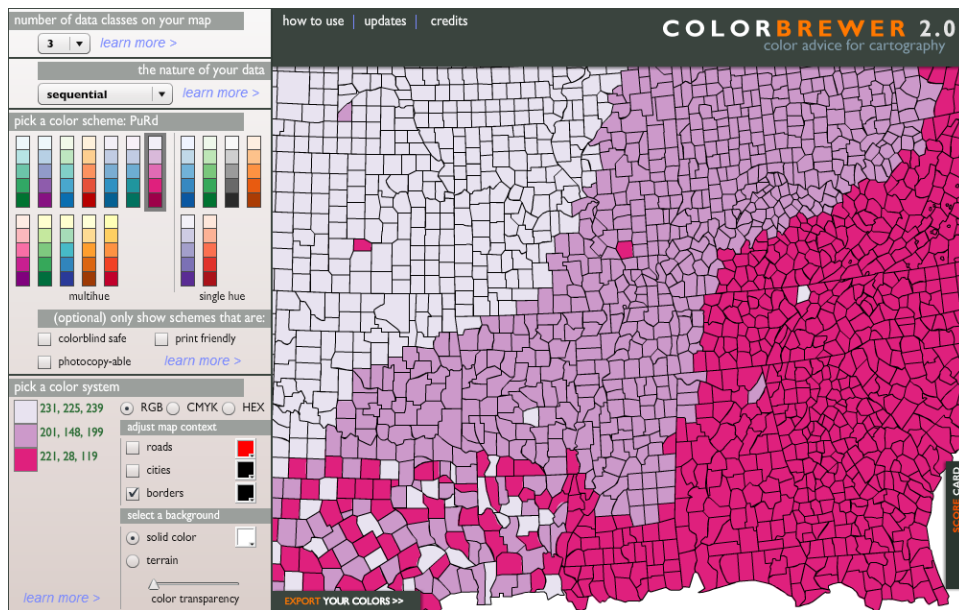 number of data classes on your map
3
learn more >
how to use | updates | credits
COLORBREWER 2.0
color advice for cartography
the nature of your data
sequential
learn more >
pick a color scheme: PuRd
multihue
single hue
(optional) only show schemes that are:
colorblind safe
print friendly
photocopy-able
learn more >
pick a color system
231, 225, 239
201, 148, 199
221, 28, 119
RGB
CMYK
HEX
adjust map context
roads
cities
borders
select a background
solid color
terrain
color transparency
learn more >
EXPORT YOUR COLORS >>
SCORE CARD